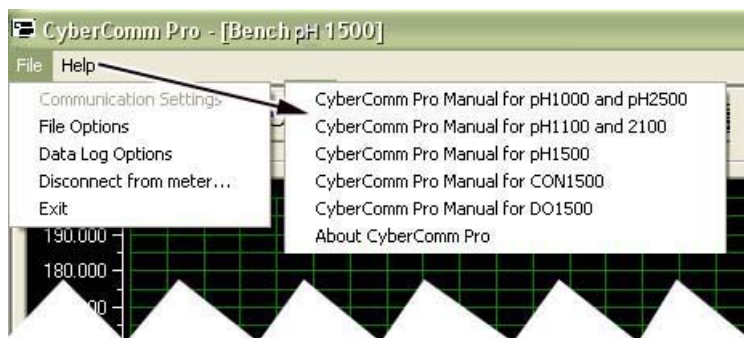 CyberComm Pro - [Bench pH 1500]
File Help
Communication Settings
File Options
Data Log Options
Disconnect from meter...
Exit
CyberComm Pro Manual for pH1000 and pH2500
CyberComm Pro Manual for pH1100 and 2100
CyberComm Pro Manual for pH1500
CyberComm Pro Manual for CON1500
CyberComm Pro Manual for DO1500
About CyberComm Pro
190.000
180.000